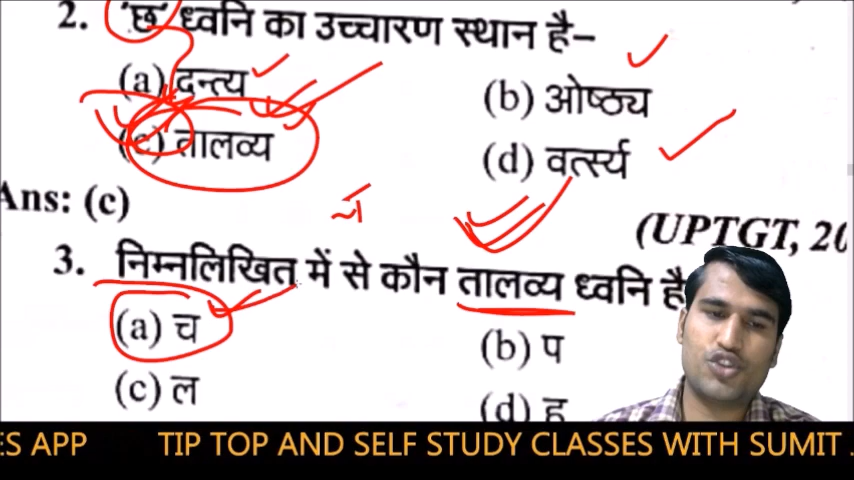 2. 'छ' ध्वनि का उच्चारण स्थान है–
(a) दन्त्य (b) ओष्ठ्य
(c) तालव्य (d) वर्त्स्य
Ans: (c)
(UPTGT, 20
3. निम्नलिखित में से कौन तालव्य ध्वनि है
(a) च (b) प
(c) ल (d) ह
ES APP TIP TOP AND SELF STUDY CLASSES WITH SUMIT .